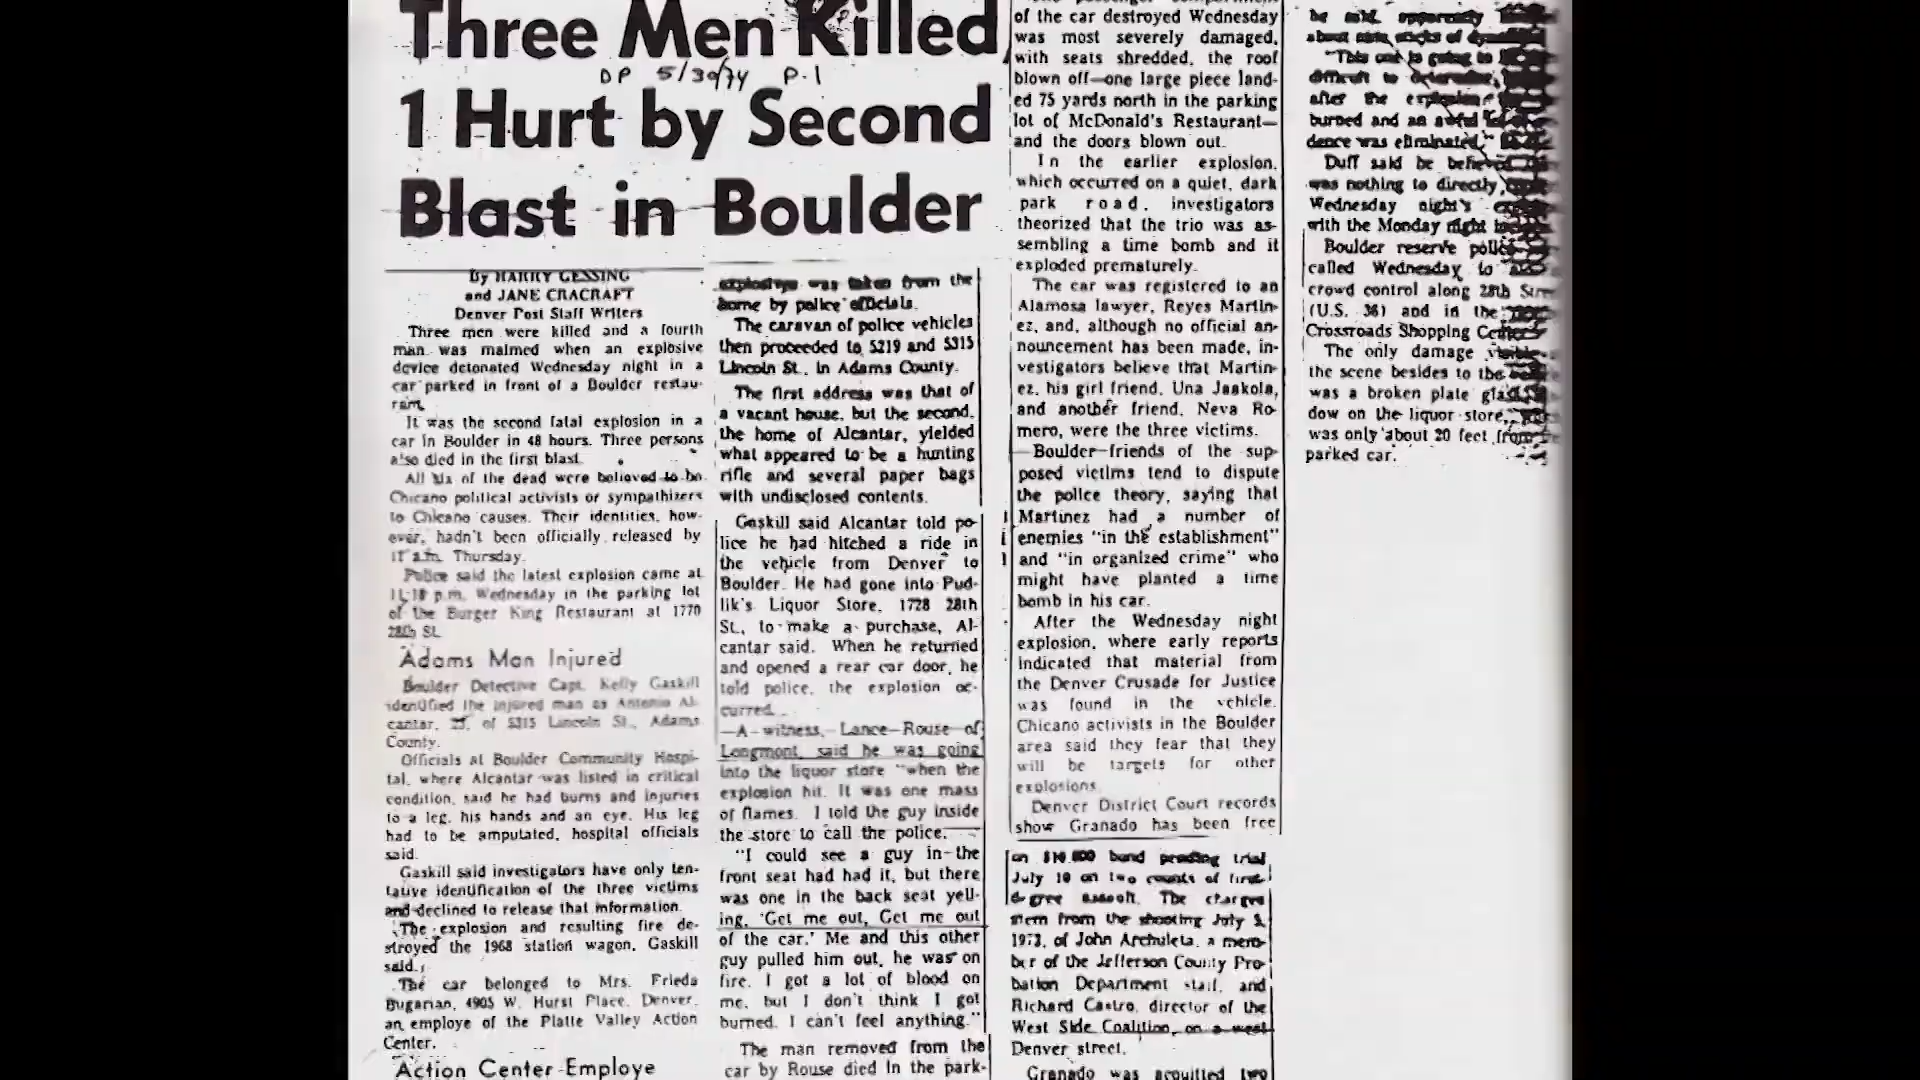 Three Men Killed,
DP 5/30/74 P.1
1 Hurt by Second
Blast in Boulder
By HARRY GESSING
and JANE CRACRAFT
Denver Post Staff Writers
Three men were killed and a fourth
man was maimed when an explosive
device detonated Wednesday night in a
car parked in front of a Boulder restau-
rant.
It was the second fatal explosion in a
car in Boulder in 48 hours. Three persons
also died in the first blast.
All six of the dead were believed to be
Chicano political activists or sympathizers
to Chicano causes. Their identities, how-
ever, hadn't been officially released by
11 a.m. Thursday.
Police said the latest explosion came at
11:18 p.m. Wednesday in the parking lot
of the Burger King Restaurant at 1770
28th St.
Adams Man Injured
Boulder Detective Capt. Kelly Gaskill
identified the injured man as Antonio Al-
cantar, of 5315 Lincoln St., Adams
County.
Officials at Boulder Community Hospi-
tal, where Alcantar was listed in critical
condition, said he had burns and injuries
to a leg, his hands and an eye. His leg
had to be amputated, hospital officials
said.
Gaskill said investigators have only ten-
tative identification of the three victims
and declined to release that information.
The explosion and resulting fire de-
stroyed the 1968 station wagon, Gaskill
said.
The car belonged to Mrs. Frieda
Bugarian, 4905 W. Hurst Place, Denver,
an employe of the Platte Valley Action
Center.
Action Center Employe
explosive was taken from the
home by police officials.
The caravan of police vehicles
then proceeded to 5219 and 5315
Lincoln St. in Adams County.
The first address was that of
a vacant house, but the second,
the home of Alcantar, yielded
what appeared to be a hunting
rifle and several paper bags
with undisclosed contents.
Gaskill said Alcantar told po-
lice he had hitched a ride in
the vehicle from Denver to
Boulder. He had gone into Pud-
lik's Liquor Store, 1728 28th
St., to make a purchase, Al-
cantar said. When he returned
and opened a rear car door, he
told police, the explosion oc-
curred.
A witness, Lance Rouse of
Longmont, said he was going
into the liquor store "when the
explosion hit. It was one mass
of flames. I told the guy inside
the store to call the police.
"I could see a guy in the
front seat had had it, but there
was one in the back seat yell-
ing, 'Get me out, Get me out
of the car.' Me and this other
guy pulled him out, he was on
fire. I got a lot of blood on
me, but I don't think I got
burned. I can't feel anything."
The man removed from the
car by Rouse died in the park-
of the car destroyed Wednesday
was most severely damaged,
with seats shredded, the roof
blown off—one large piece land-
ed 75 yards north in the parking
lot of McDonald's Restaurant—
and the doors blown out.
In the earlier explosion,
which occurred on a quiet, dark
park road, investigators
theorized that the trio was as-
sembling a time bomb and it
exploded prematurely.
The car was registered to an
Alamosa lawyer, Reyes Martin-
ez, and, although no official an-
nouncement has been made, in-
vestigators believe that Martin-
ez, his girl friend, Una Jaakola,
and another friend, Neva Ro-
mero, were the three victims.
Boulder friends of the sup-
posed victims tend to dispute
the police theory, saying that
Martinez had a number of
enemies "in the establishment"
and "in organized crime" who
might have planted a time
bomb in his car.
After the Wednesday night
explosion, where early reports
indicated that material from
the Denver Crusade for Justice
was found in the vehicle,
Chicano activists in the Boulder
area said they fear that they
will be targets for other
explosions.
Denver District Court records
show Granado has been free
on $10,000 bond pending trial
July 10 on two counts of first-
degree assault. The charges
stem from the shooting July
1973, of John Archuleta, a mem-
ber of the Jefferson County Pro-
bation Department staff, and
Richard Castro, director of the
West Side Coalition, on a west
Denver street.
Granado was acquitted two
be said, apparently
about sticks of
"This one is going to
difficult to determine,
after the explosion
burned and an awful
dence was eliminated."
Duff said he believed
was nothing to directly
Wednesday night's
with the Monday night
Boulder reserve police
called Wednesday to
crowd control along 28th Street
(U.S. 36) and in the
Crossroads Shopping Center
The only damage visible
the scene besides to the
was a broken plate glass
dow on the liquor store,
was only about 20 feet from
parked car.